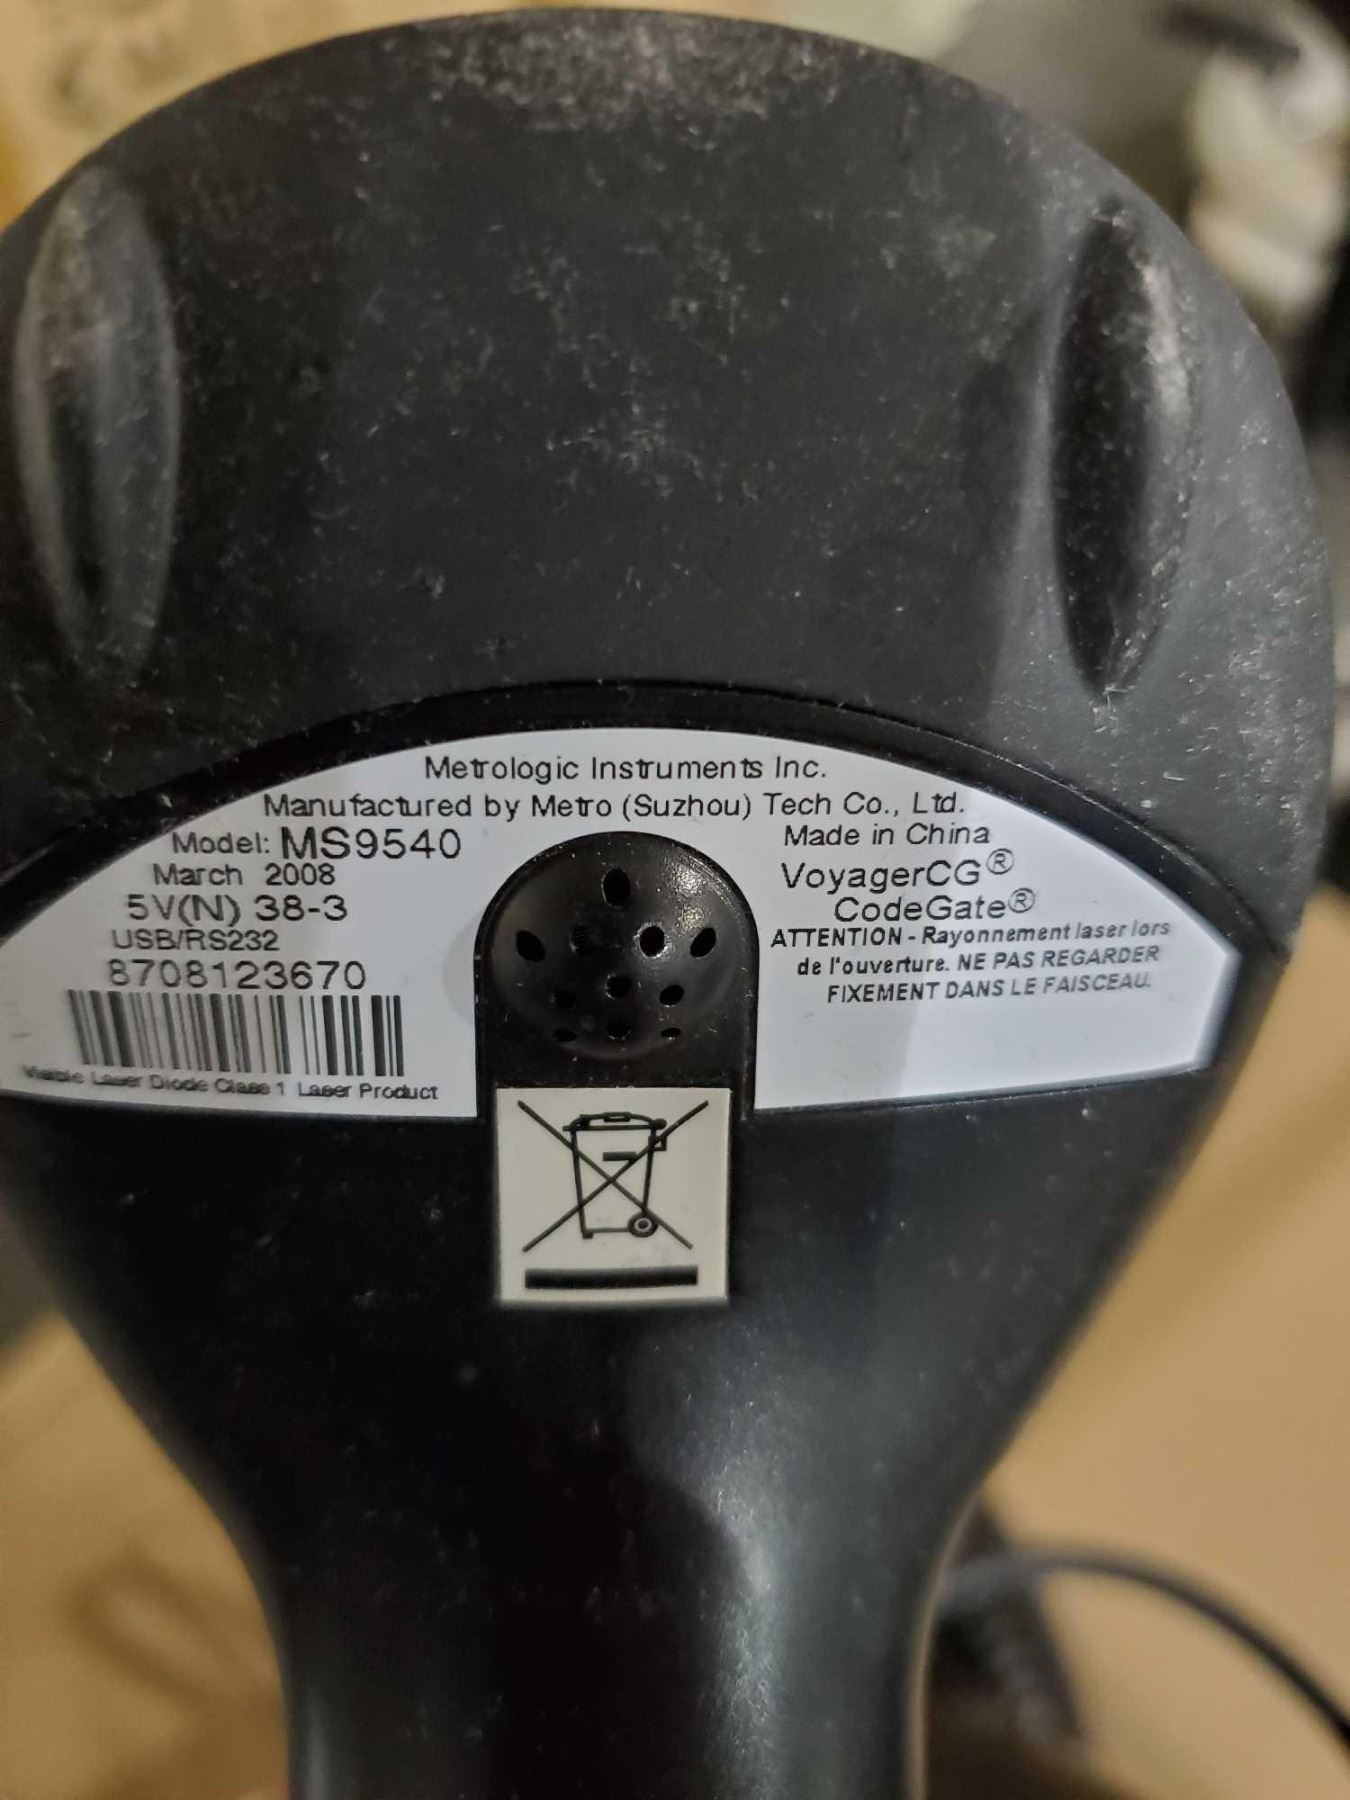 Metrologic Instruments Inc.
Manufactured by Metro (Suzhou) Tech Co., Ltd.
Model: MS9540
March 2008
5V(N) 38-3
USB/RS232
8708123670
Visible Laser Diode Class 1 Laser Product
Made in China
VoyagerCG®
CodeGate®
ATTENTION - Rayonnement laser lors
de l'ouverture. NE PAS REGARDER
FIXEMENT DANS LE FAISCEAU.